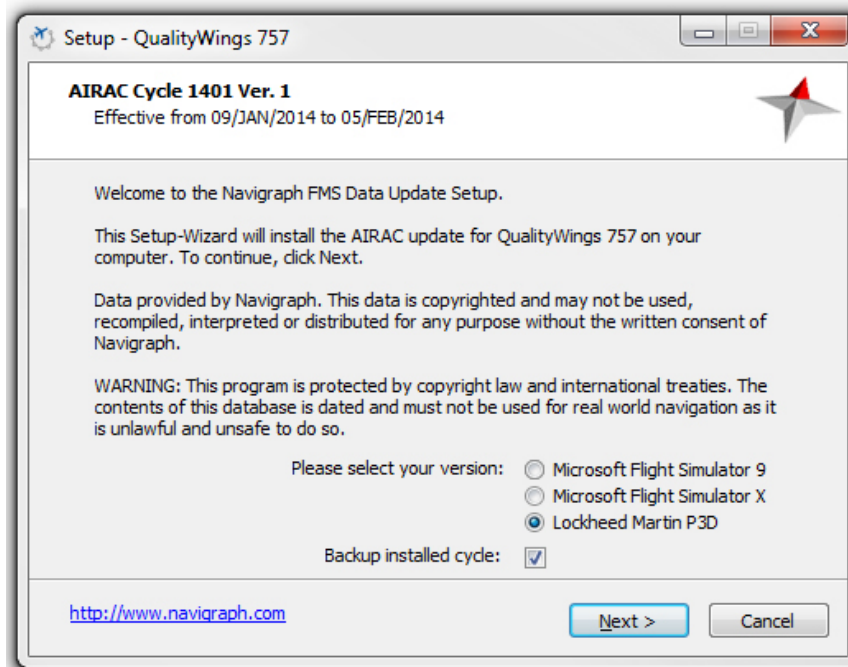 Setup - QualityWings 757
AIRAC Cycle 1401 Ver. 1
Effective from 09/JAN/2014 to 05/FEB/2014
Welcome to the Navigraph FMS Data Update Setup.
This Setup-Wizard will install the AIRAC update for QualityWings 757 on your
computer. To continue, click Next.
Data provided by Navigraph. This data is copyrighted and may not be used,
recompiled, interpreted or distributed for any purpose without the written consent of
Navigraph.
WARNING: This program is protected by copyright law and international treaties. The
contents of this database is dated and must not be used for real world navigation as it
is unlawful and unsafe to do so.
Please select your version: Microsoft Flight Simulator 9
Microsoft Flight Simulator X
Lockheed Martin P3D
Backup installed cycle:
http://www.navigraph.com Next > Cancel